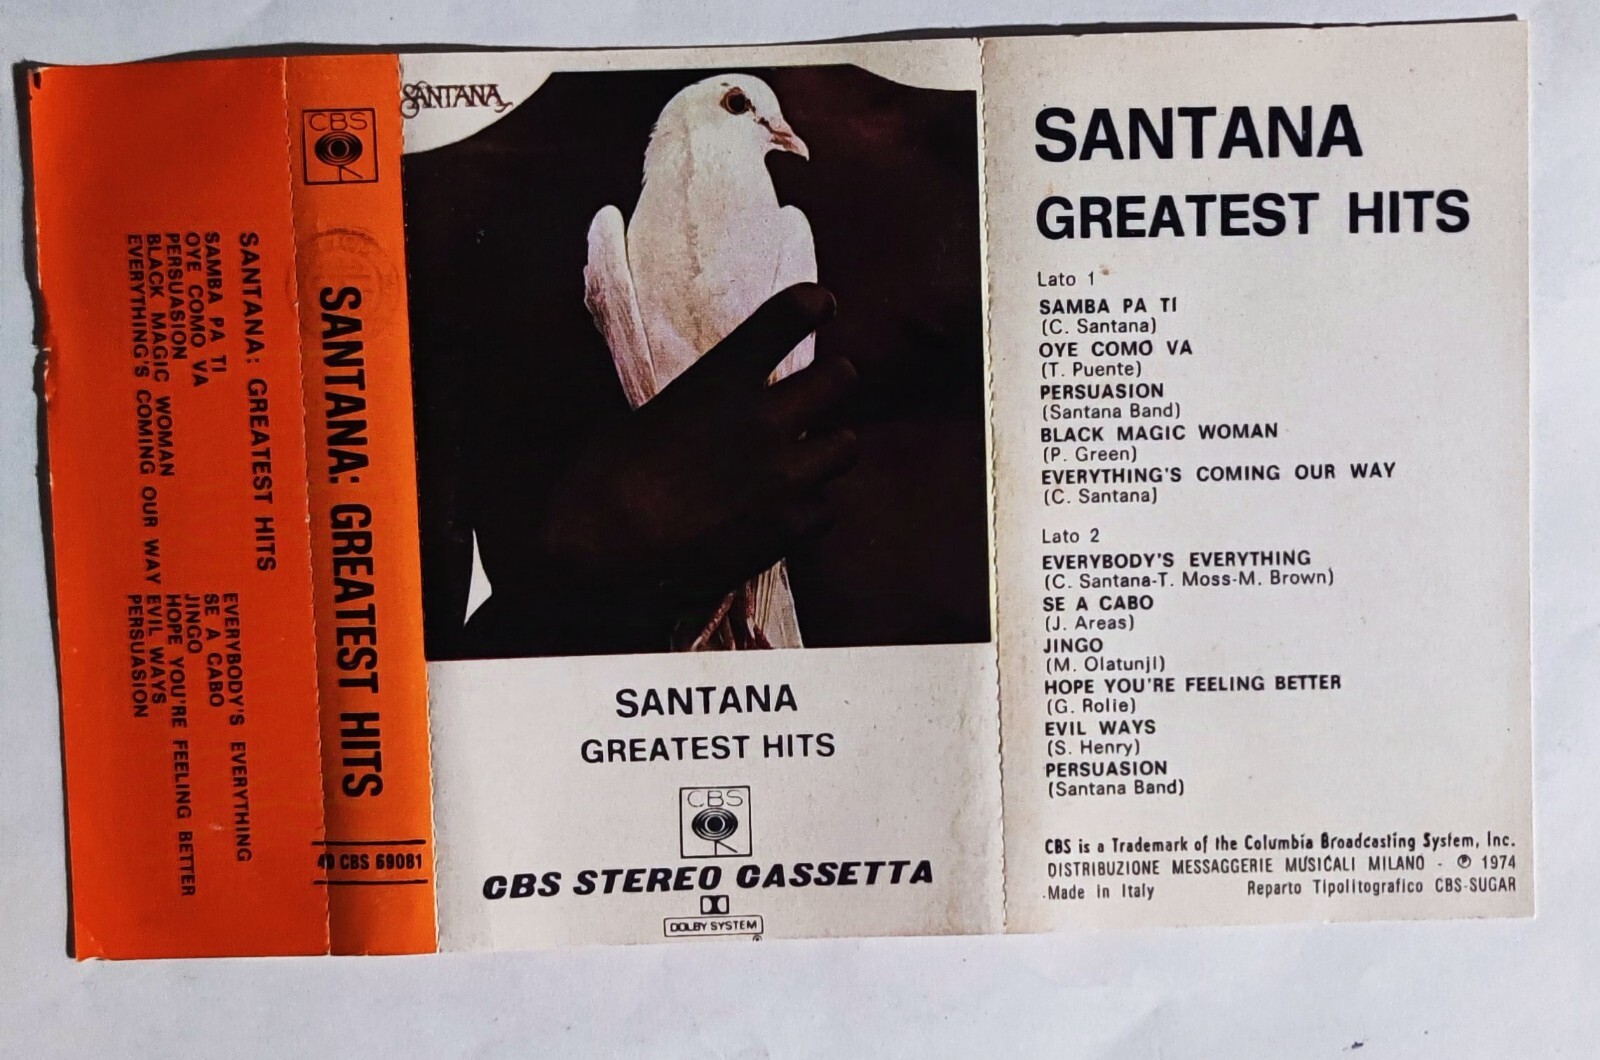 CBS
SANTANA: GREATEST HITS
SAMBA PA TI
OYE COMO VA
PERSUASION
BLACK MAGIC WOMAN
EVERYTHING'S COMING OUR WAY
EVERYBODY'S EVERYTHING
SE A CABO
JINGO
HOPE YOU'RE FEELING BETTER
EVIL WAYS
PERSUASION
SANTANA: GREATEST HITS
40 CBS 69081
SANTANA
SANTANA
GREATEST HITS
CBS
CBS STEREO CASSETTA
DOLBY SYSTEM
SANTANA
GREATEST HITS
Lato 1
SAMBA PA TI
(C. Santana)
OYE COMO VA
(T. Puente)
PERSUASION
(Santana Band)
BLACK MAGIC WOMAN
(P. Green)
EVERYTHING'S COMING OUR WAY
(C. Santana)
Lato 2
EVERYBODY'S EVERYTHING
(C. Santana-T. Moss-M. Brown)
SE A CABO
(J. Areas)
JINGO
(M. Olatunji)
HOPE YOU'RE FEELING BETTER
(G. Rolie)
EVIL WAYS
(S. Henry)
PERSUASION
(Santana Band)
CBS is a Trademark of the Columbia Broadcasting System, Inc.
DISTRIBUZIONE MESSAGGERIE MUSICALI MILANO - ℗ 1974
Made in Italy Reparto Tipolitografico CBS-SUGAR